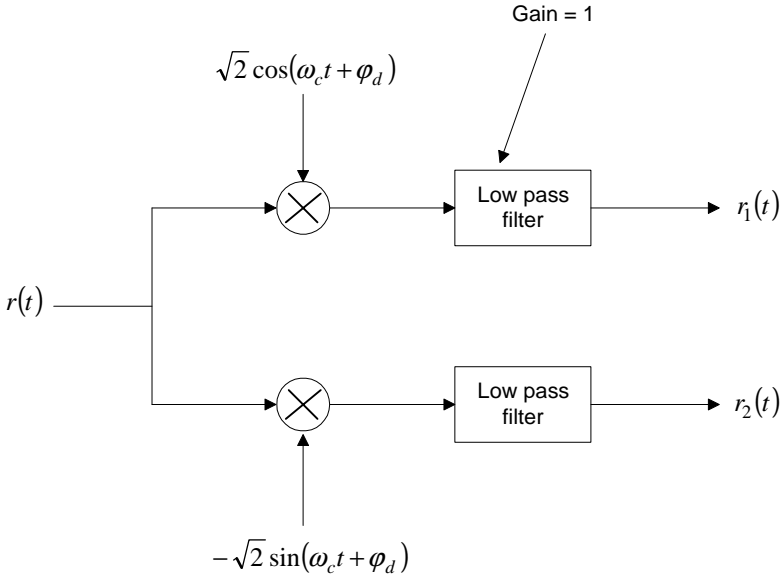 Gain = 1
√2 cos(ω_c t + φ_d)
Low pass
filter
r_1(t)
r(t)
Low pass
filter
r_2(t)
−√2 sin(ω_c t + φ_d)